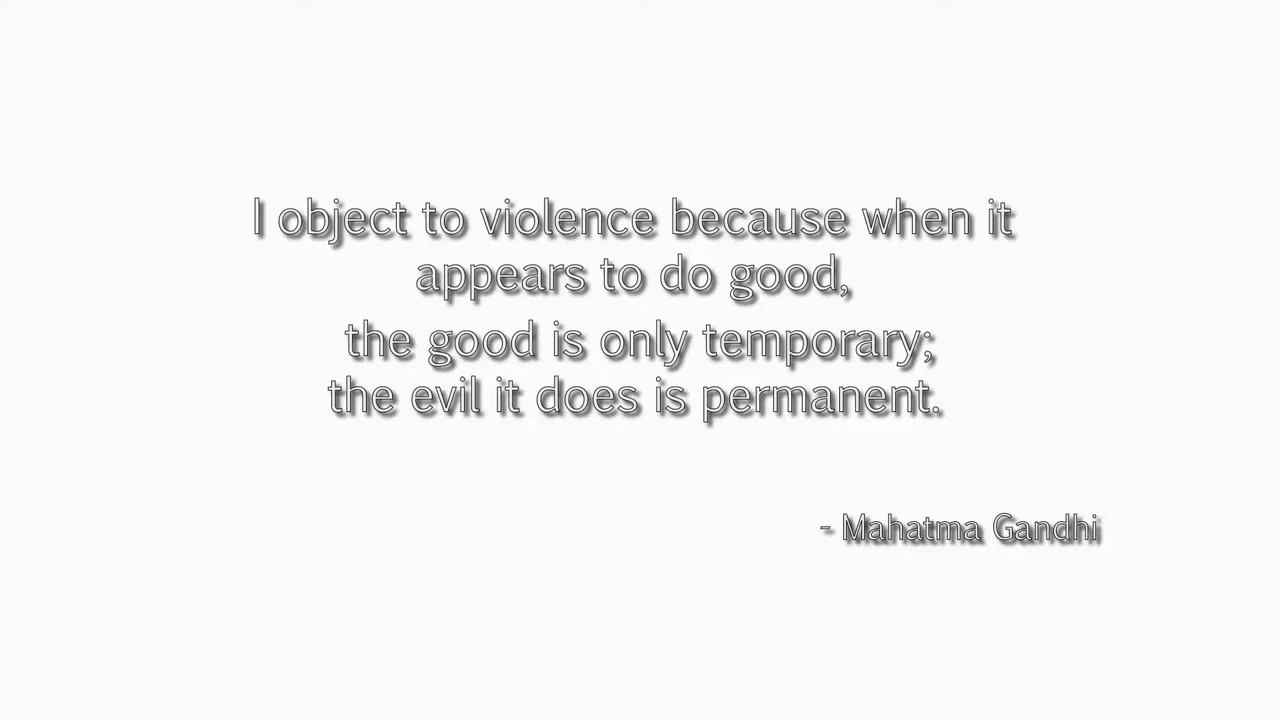 I object to violence because when it
appears to do good,
the good is only temporary;
the evil it does is permanent.
- Mahatma Gandhi